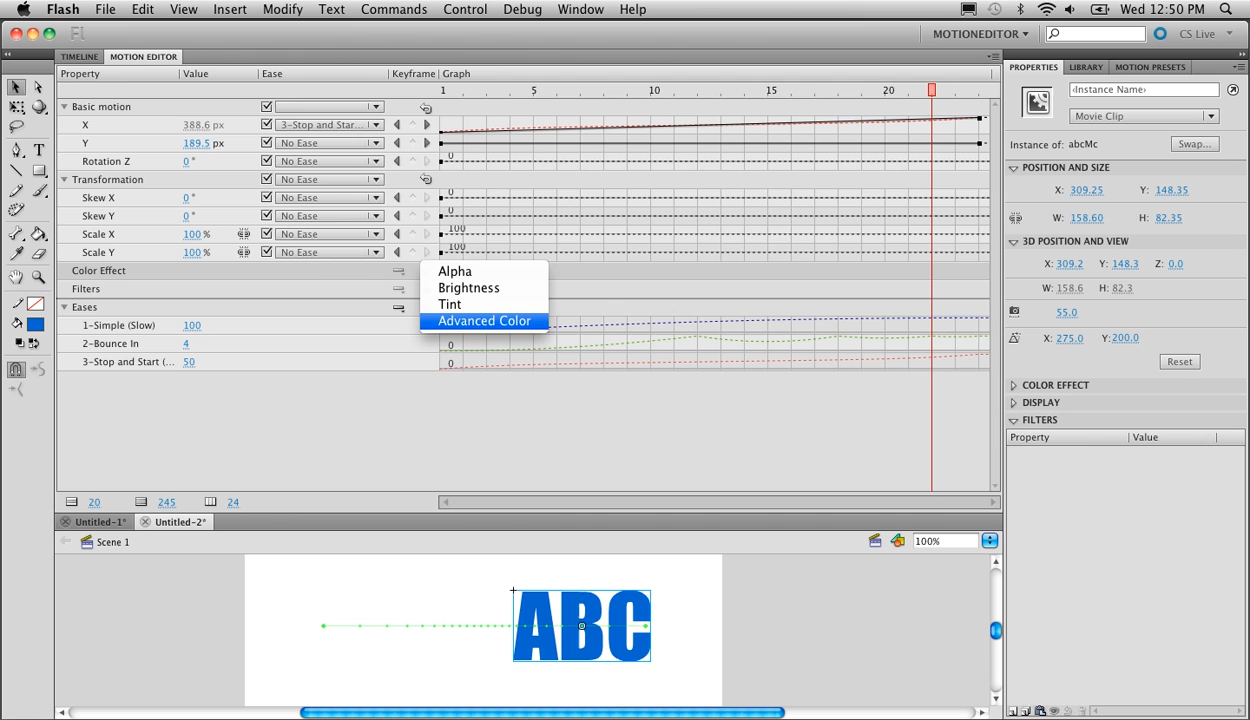 Flash File Edit View Insert Modify Text Commands Control Debug Window Help Wed 12:50 PM
Fl MOTIONEDITOR CS Live
TIMELINE MOTION EDITOR
Property Value Ease Keyframe Graph
1 5 10 15 20
Basic motion
X 388.6 px 3-Stop and Star...
Y 189.5 px No Ease
Rotation Z 0 ° No Ease 0
Transformation No Ease
Skew X 0 ° No Ease 0
Skew Y 0 ° No Ease 0
Scale X 100 % No Ease 100
Scale Y 100 % No Ease 100
Color Effect
Filters
Eases
1-Simple (Slow) 100
2-Bounce In 4 0
3-Stop and Start (... 50 0
Alpha
Brightness
Tint
Advanced Color
20 245 24
Untitled-1* Untitled-2*
Scene 1 100%
ABC
PROPERTIES LIBRARY MOTION PRESETS
<Instance Name>
Movie Clip
Instance of: abcMc Swap...
POSITION AND SIZE
X: 309.25 Y: 148.35
W: 158.60 H: 82.35
3D POSITION AND VIEW
X: 309.2 Y: 148.3 Z: 0.0
W: 158.6 H: 82.3
55.0
X: 275.0 Y: 200.0
Reset
COLOR EFFECT
DISPLAY
FILTERS
Property Value